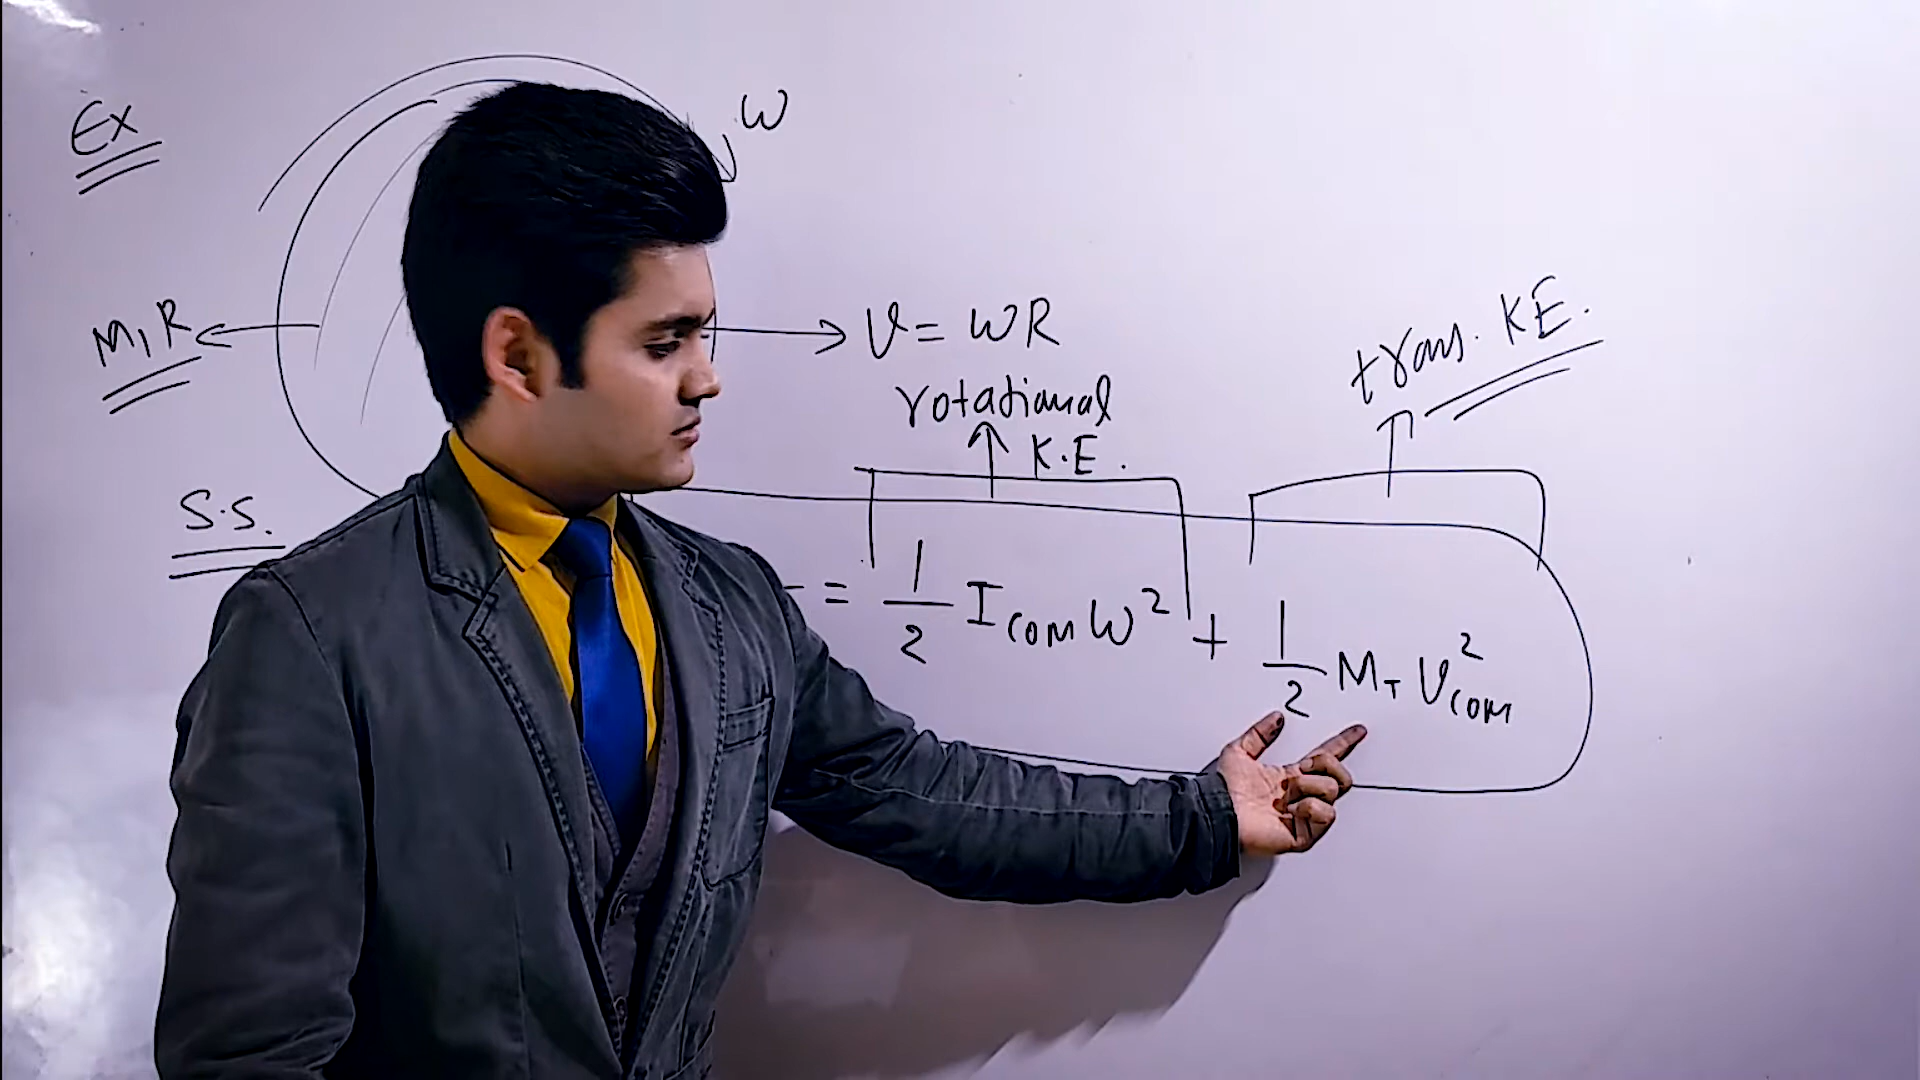 Ex
ω
M, R
v = ωR
trans. K.E.
rotational
K.E.
S.S.
= 1/2 I_com ω² + 1/2 M_T v²_com